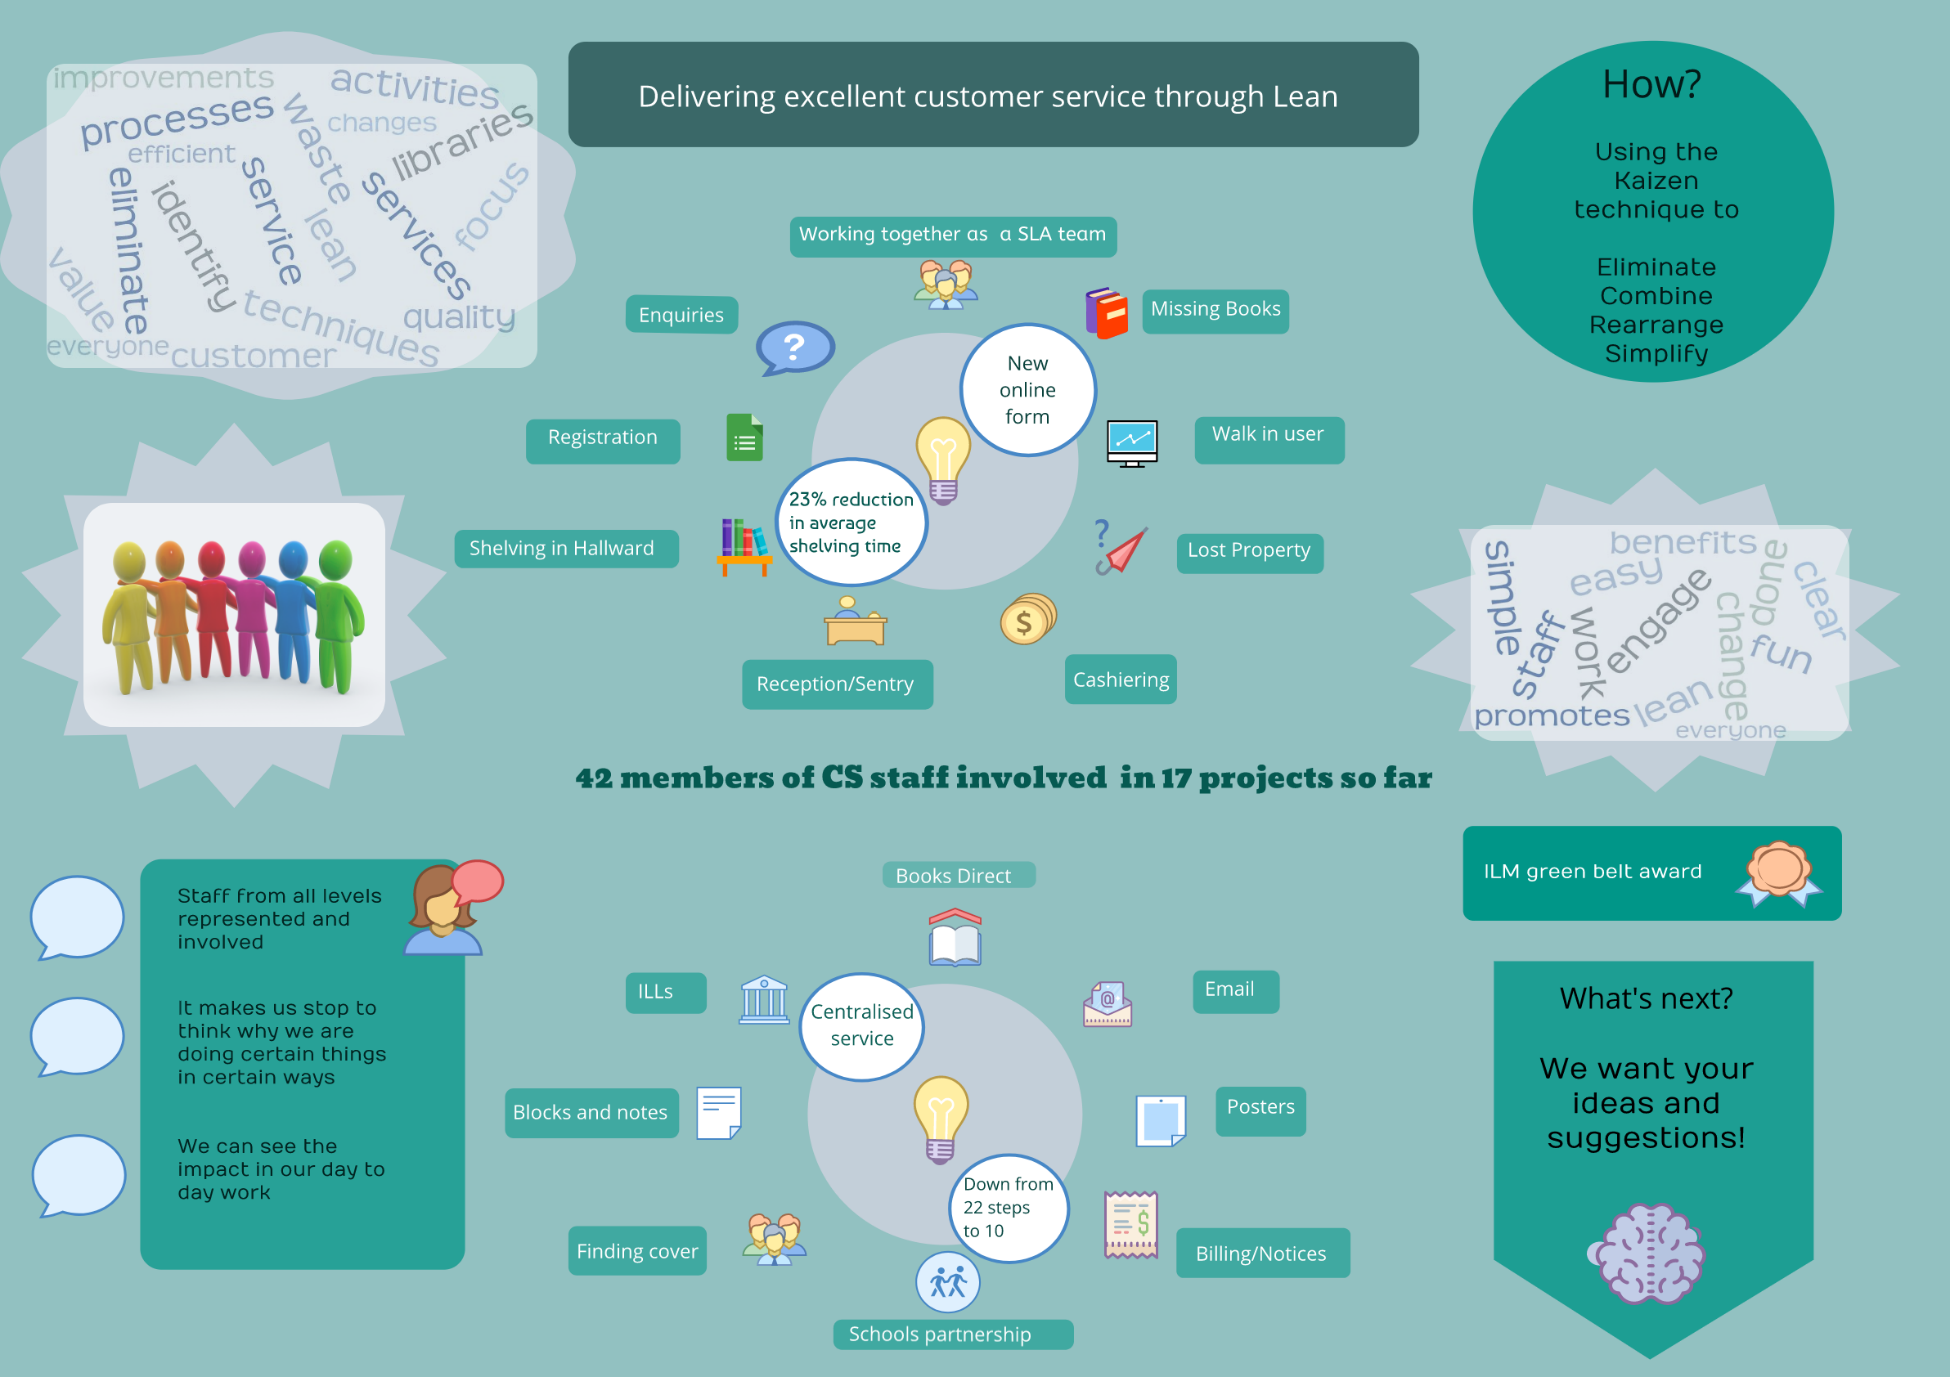 improvements
activities
processes
waste
changes
libraries
efficient
service
eliminate
identify
lean
services
focus
value
techniques
quality
everyone
customer
Delivering excellent customer service through Lean
How?
Using the
Kaizen
technique to
Eliminate
Combine
Rearrange
Simplify
Working together as a SLA team
Enquiries
?
Missing Books
New
online
form
Registration
Walk in user
23% reduction
in average
shelving time
Shelving in Hallward
?
Lost Property
$
Reception/Sentry
Cashiering
simple
benefits
done
easy
engage
clear
staff
work
change
fun
promotes
lean
everyone
42 members of CS staff involved in 17 projects so far
Staff from all levels
represented and
involved
It makes us stop to
think why we are
doing certain things
in certain ways
We can see the
impact in our day to
day work
Books Direct
ILLs
Centralised
service
@
Email
Blocks and notes
Posters
Down from
22 steps
to 10
$
Finding cover
Billing/Notices
Schools partnership
ILM green belt award
What's next?
We want your
ideas and
suggestions!